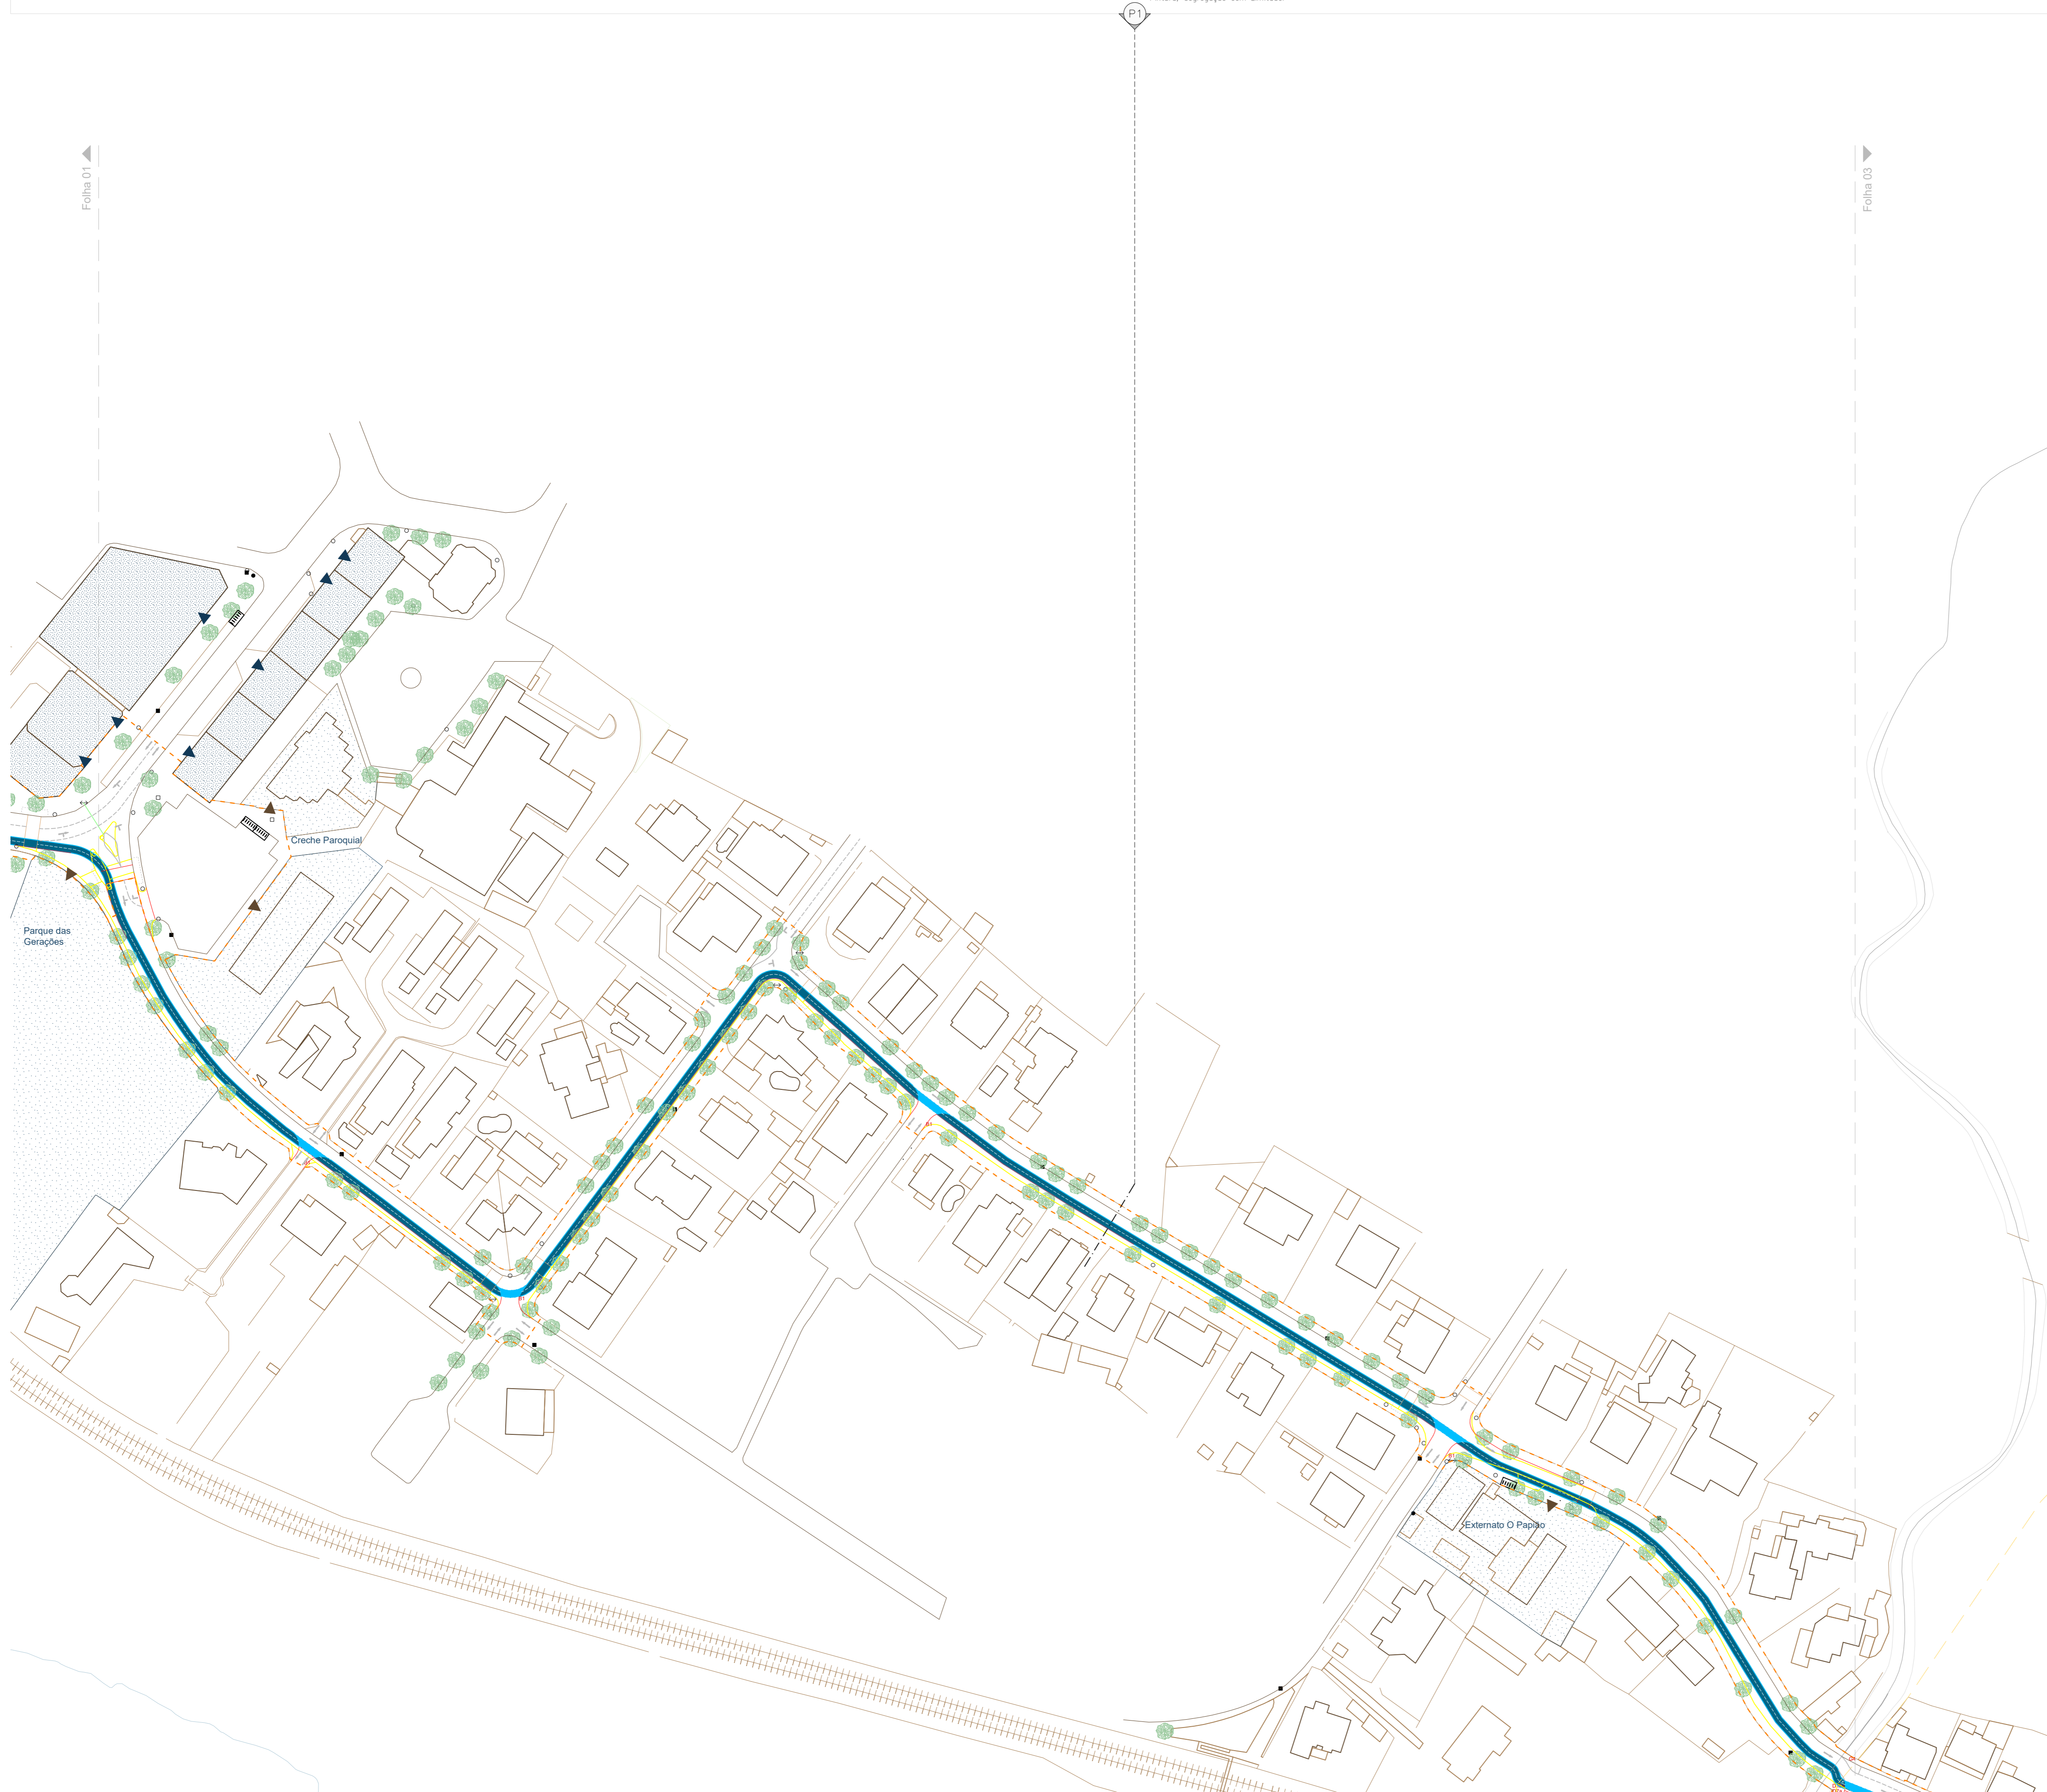 P1
Folha 01
Folha 03
Creche Paroquial
Parque das
Gerações
Externato O Papião